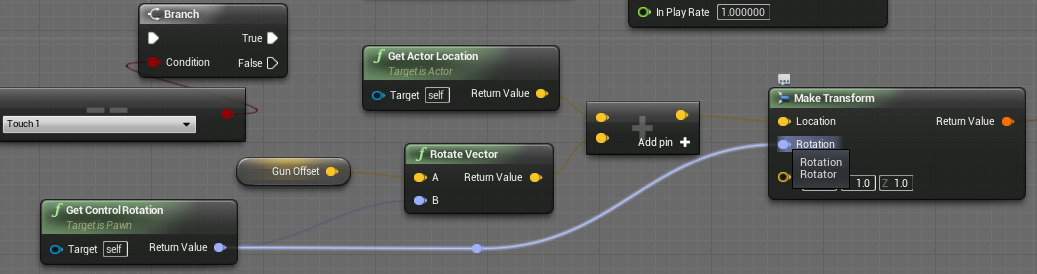 Branch
True
Condition
False
In Play Rate 1.000000
Get Actor Location
Target is Actor
Target self
Return Value
Touch 1
Add pin
Make Transform
Location
Return Value
Rotation
Rotation
Rotator
1.0
Z 1.0
Gun Offset
Rotate Vector
A
Return Value
B
Get Control Rotation
Target is Pawn
Target self
Return Value